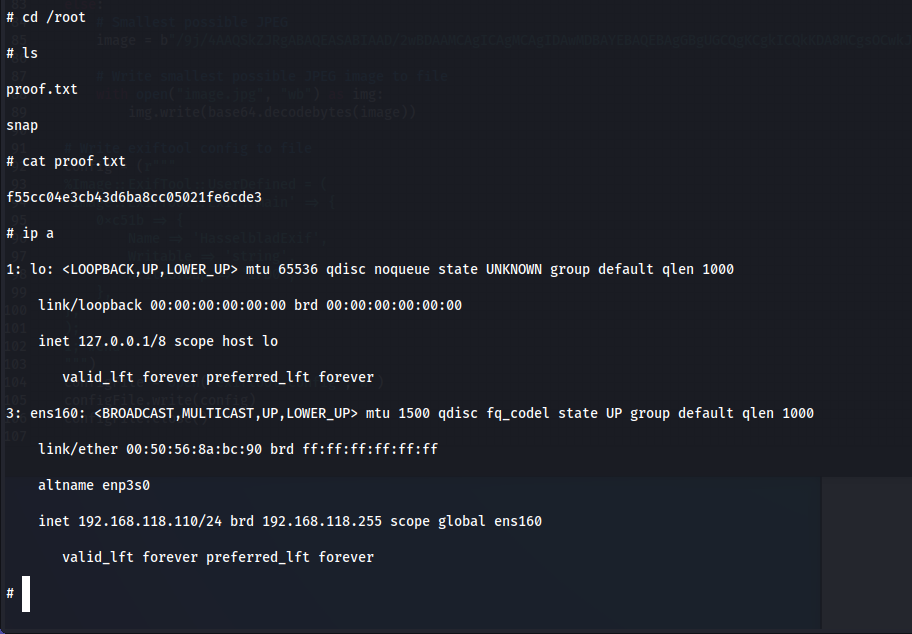 # cd /root
# ls
proof.txt
snap
# cat proof.txt
f55cc04e3cb43d6ba8cc05021fe6cde3
# ip a
1: lo: <LOOPBACK,UP,LOWER_UP> mtu 65536 qdisc noqueue state UNKNOWN group default qlen 1000
link/loopback 00:00:00:00:00:00 brd 00:00:00:00:00:00
inet 127.0.0.1/8 scope host lo
valid_lft forever preferred_lft forever
3: ens160: <BROADCAST,MULTICAST,UP,LOWER_UP> mtu 1500 qdisc fq_codel state UP group default qlen 1000
link/ether 00:50:56:8a:bc:90 brd ff:ff:ff:ff:ff:ff
altname enp3s0
inet 192.168.118.110/24 brd 192.168.118.255 scope global ens160
valid_lft forever preferred_lft forever
#